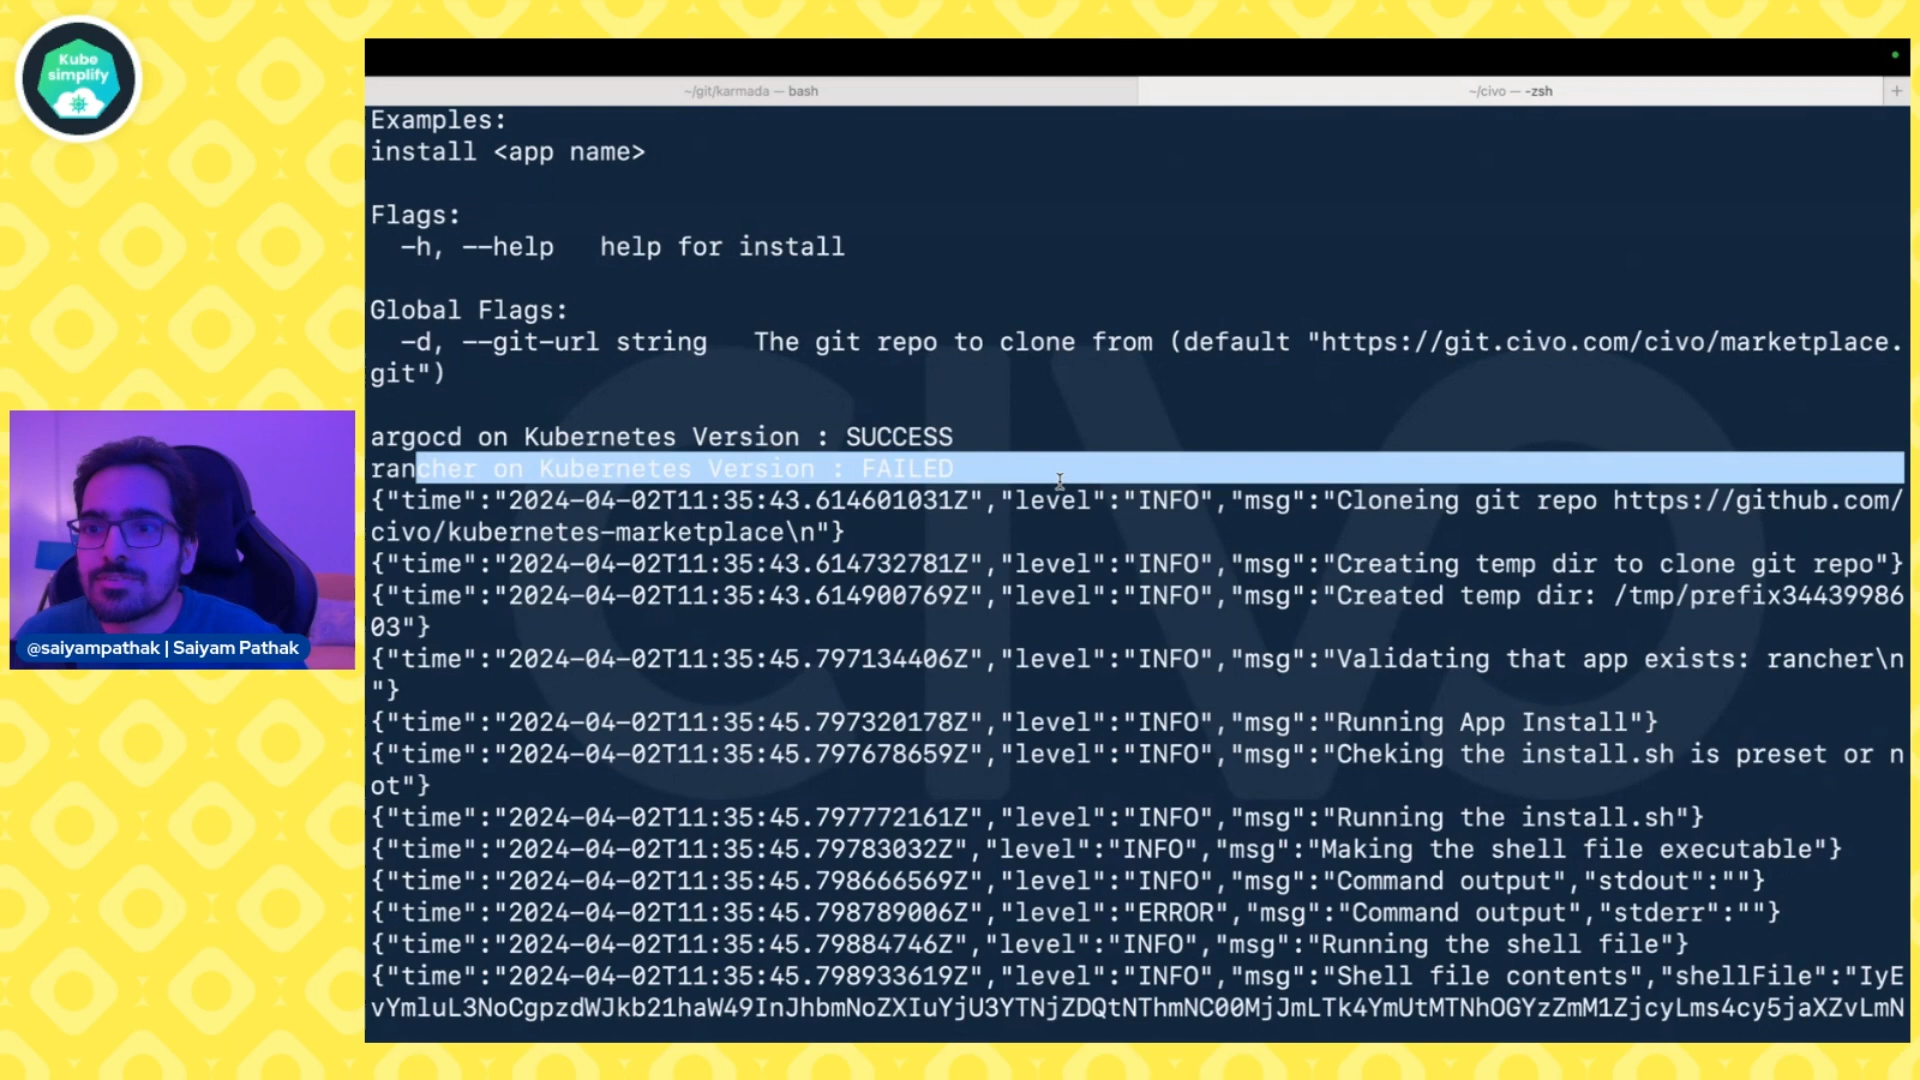 Kube
simplify
~/git/karmada — bash
~/civo — -zsh
+
Examples:
install <app name>
Flags:
-h, --help   help for install
Global Flags:
-d, --git-url string   The git repo to clone from (default "https://git.civo.com/civo/marketplace.
git")
argocd on Kubernetes Version : SUCCESS
rancher on Kubernetes Version : FAILED
{"time":"2024-04-02T11:35:43.614601031Z","level":"INFO","msg":"Cloneing git repo https://github.com/
civo/kubernetes-marketplace\n"}
{"time":"2024-04-02T11:35:43.614732781Z","level":"INFO","msg":"Creating temp dir to clone git repo"}
{"time":"2024-04-02T11:35:43.614900769Z","level":"INFO","msg":"Created temp dir: /tmp/prefix34439986
03"}
{"time":"2024-04-02T11:35:45.797134406Z","level":"INFO","msg":"Validating that app exists: rancher\n
"}
{"time":"2024-04-02T11:35:45.797320178Z","level":"INFO","msg":"Running App Install"}
{"time":"2024-04-02T11:35:45.797678659Z","level":"INFO","msg":"Cheking the install.sh is preset or n
ot"}
{"time":"2024-04-02T11:35:45.797772161Z","level":"INFO","msg":"Running the install.sh"}
{"time":"2024-04-02T11:35:45.79783032Z","level":"INFO","msg":"Making the shell file executable"}
{"time":"2024-04-02T11:35:45.798666569Z","level":"INFO","msg":"Command output","stdout":""}
{"time":"2024-04-02T11:35:45.798789006Z","level":"ERROR","msg":"Command output","stderr":""}
{"time":"2024-04-02T11:35:45.79884746Z","level":"INFO","msg":"Running the shell file"}
{"time":"2024-04-02T11:35:45.798933619Z","level":"INFO","msg":"Shell file contents","shellFile":"IyE
vYmluL3NoCgpzdWJkb21haW49InJhbmNoZXIuYjU3YTNjZDQtNThmNC00MjJmLTk4YmUtMTNhOGYzZmM1ZjcyLms4cy5jaXZvLmN
CIVO
@saiyampathak | Saiyam Pathak